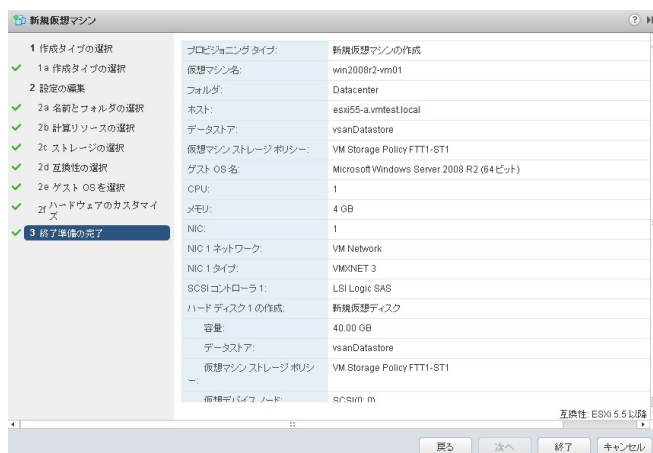 新規仮想マシン
?
1 作成タイプの選択
1a 作成タイプの選択
2 設定の編集
2a 名前とフォルダの選択
2b 計算リソースの選択
2c ストレージの選択
2d 互換性の選択
2e ゲスト OS を選択
2f ハードウェアのカスタマイズ
3 終了準備の完了
プロビジョニング タイプ: 新規仮想マシンの作成
仮想マシン名: win2008r2-vm01
フォルダ: Datacenter
ホスト: esxi55-a.vmtest.local
データストア: vsanDatastore
仮想マシン ストレージ ポリシー: VM Storage Policy FTT1-ST1
ゲスト OS 名: Microsoft Windows Server 2008 R2 (64 ビット)
CPU: 1
メモリ: 4 GB
NIC: 1
NIC 1 ネットワーク: VM Network
NIC 1 タイプ: VMXNET 3
SCSI コントローラ 1: LSI Logic SAS
ハード ディスク 1 の作成: 新規仮想ディスク
容量: 40.00 GB
データストア: vsanDatastore
仮想マシン ストレージ ポリシー: VM Storage Policy FTT1-ST1
仮想デバイス ノード: SCSI(0: 0)
互換性: ESXi 5.5 以降
戻る 次へ 終了 キャンセル